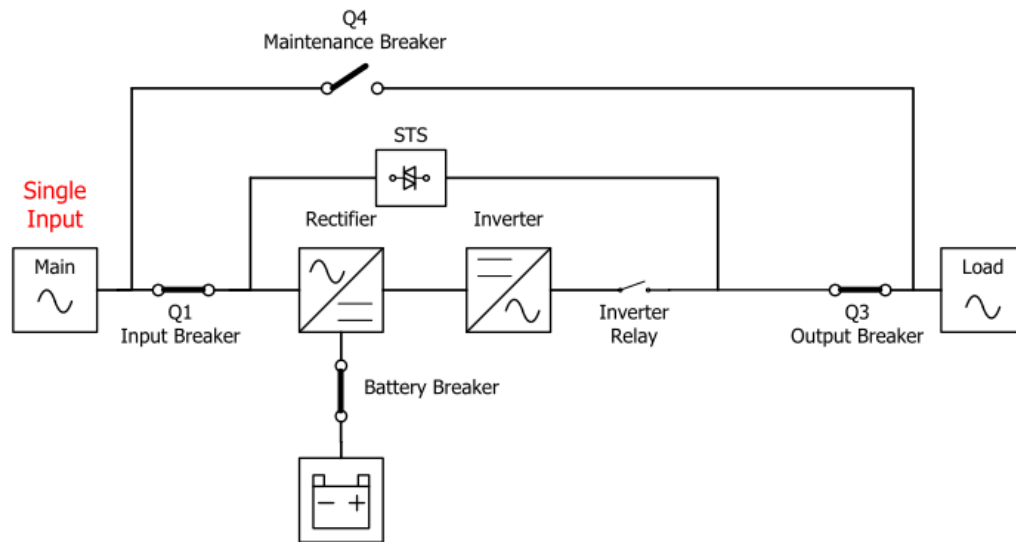 Q4
Maintenance Breaker
STS
Single
Input
Rectifier
Inverter
Main
Load
Q1
Input Breaker
Inverter
Relay
Q3
Output Breaker
Battery Breaker